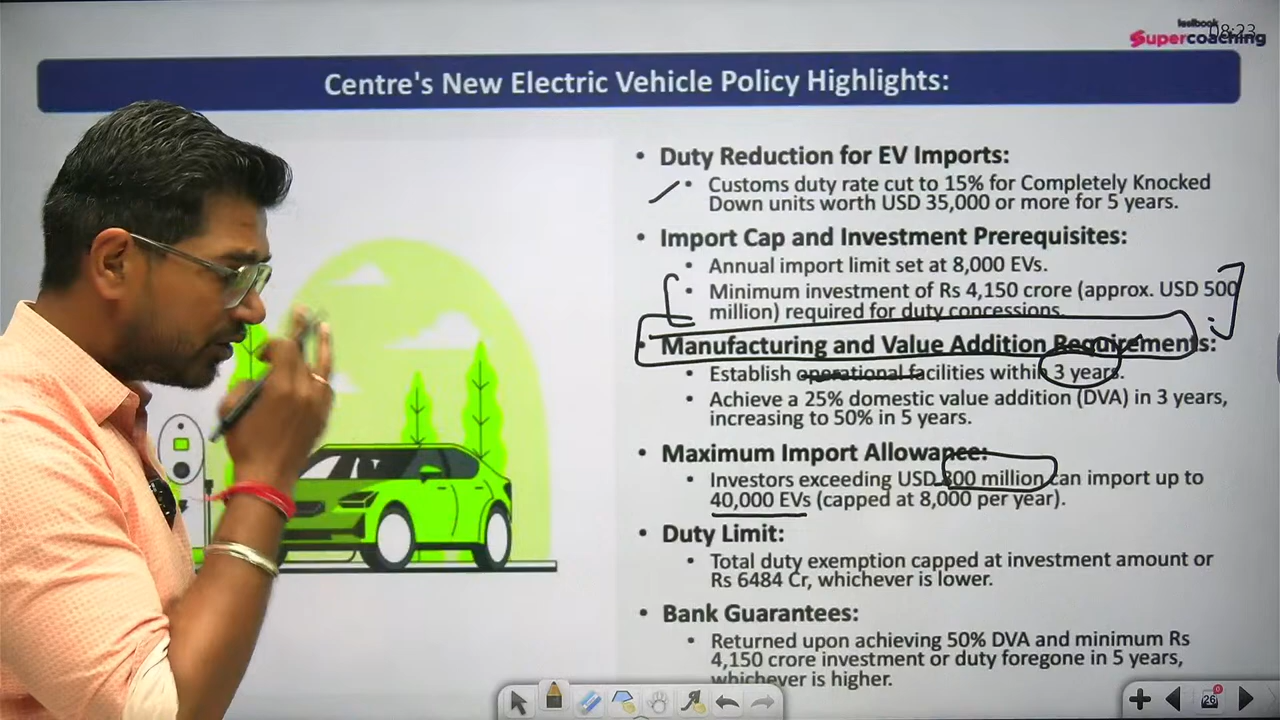 testbook
Supercoaching
08:23
Centre's New Electric Vehicle Policy Highlights:
• Duty Reduction for EV Imports:
• Customs duty rate cut to 15% for Completely Knocked
Down units worth USD 35,000 or more for 5 years.
• Import Cap and Investment Prerequisites:
• Annual import limit set at 8,000 EVs.
• Minimum investment of Rs 4,150 crore (approx. USD 500
million) required for duty concessions.
• Manufacturing and Value Addition Requirements:
• Establish operational facilities within 3 years.
• Achieve a 25% domestic value addition (DVA) in 3 years,
increasing to 50% in 5 years.
• Maximum Import Allowance:
• Investors exceeding USD 800 million can import up to
40,000 EVs (capped at 8,000 per year).
• Duty Limit:
• Total duty exemption capped at investment amount or
Rs 6484 Cr, whichever is lower.
• Bank Guarantees:
• Returned upon achieving 50% DVA and minimum Rs
4,150 crore investment or duty foregone in 5 years,
whichever is higher.
26